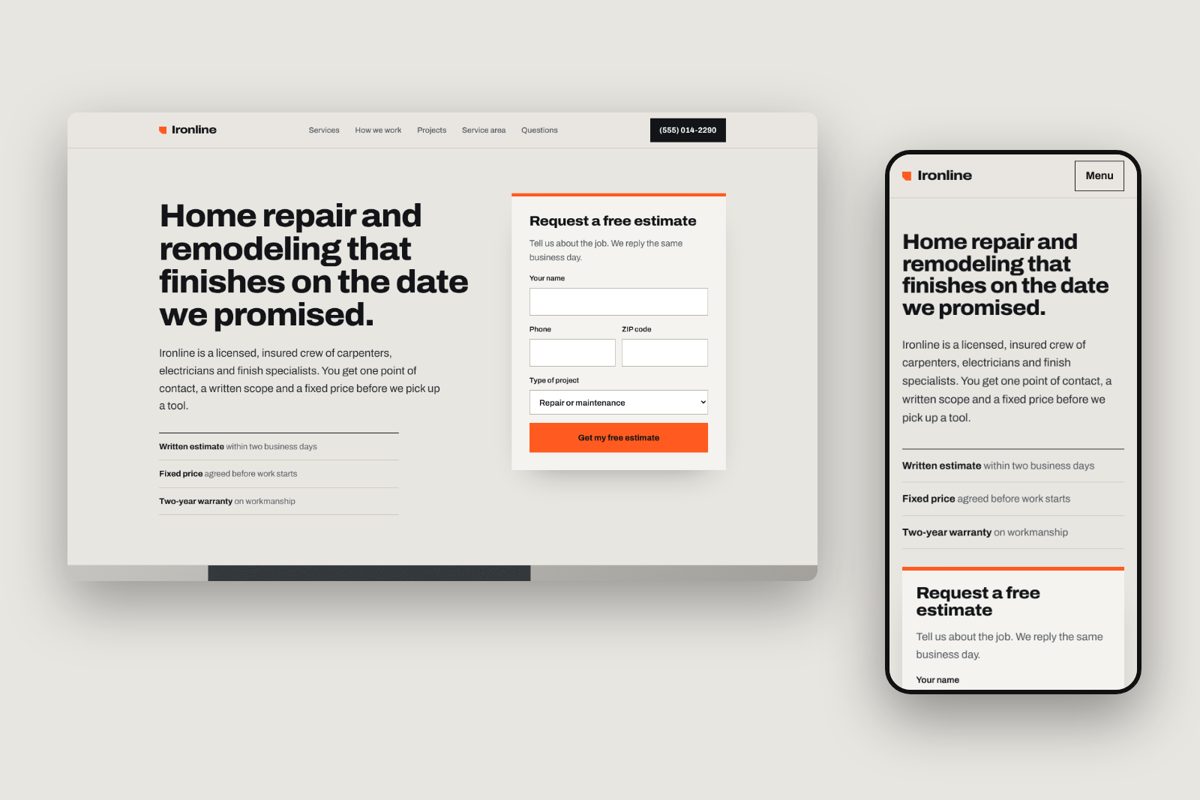 Ironline
Services
How we work
Projects
Service area
Questions
(555) 014-2290
Home repair and
remodeling that
finishes on the date
we promised.
Ironline is a licensed, insured crew of carpenters,
electricians and finish specialists. You get one point of
contact, a written scope and a fixed price before we pick up
a tool.
Written estimate within two business days
Fixed price agreed before work starts
Two-year warranty on workmanship
Request a free estimate
Tell us about the job. We reply the same
business day.
Your name
Phone
ZIP code
Type of project
Repair or maintenance
Get my free estimate
Ironline
Menu
Home repair and
remodeling that
finishes on the date
we promised.
Ironline is a licensed, insured crew of
carpenters, electricians and finish
specialists. You get one point of contact, a
written scope and a fixed price before we
pick up a tool.
Written estimate within two business days
Fixed price agreed before work starts
Two-year warranty on workmanship
Request a free
estimate
Tell us about the job. We reply the same
business day.
Your name